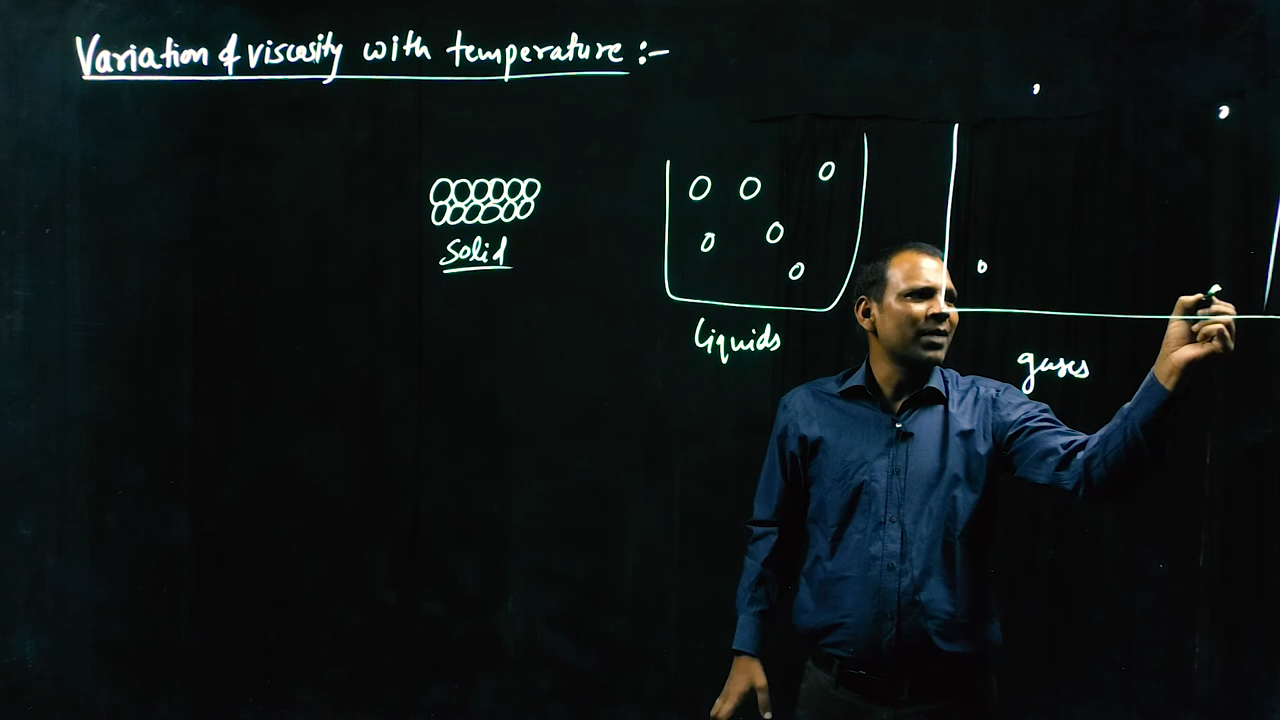 Variation of viscosity with temperature :-
solid
liquids
gases